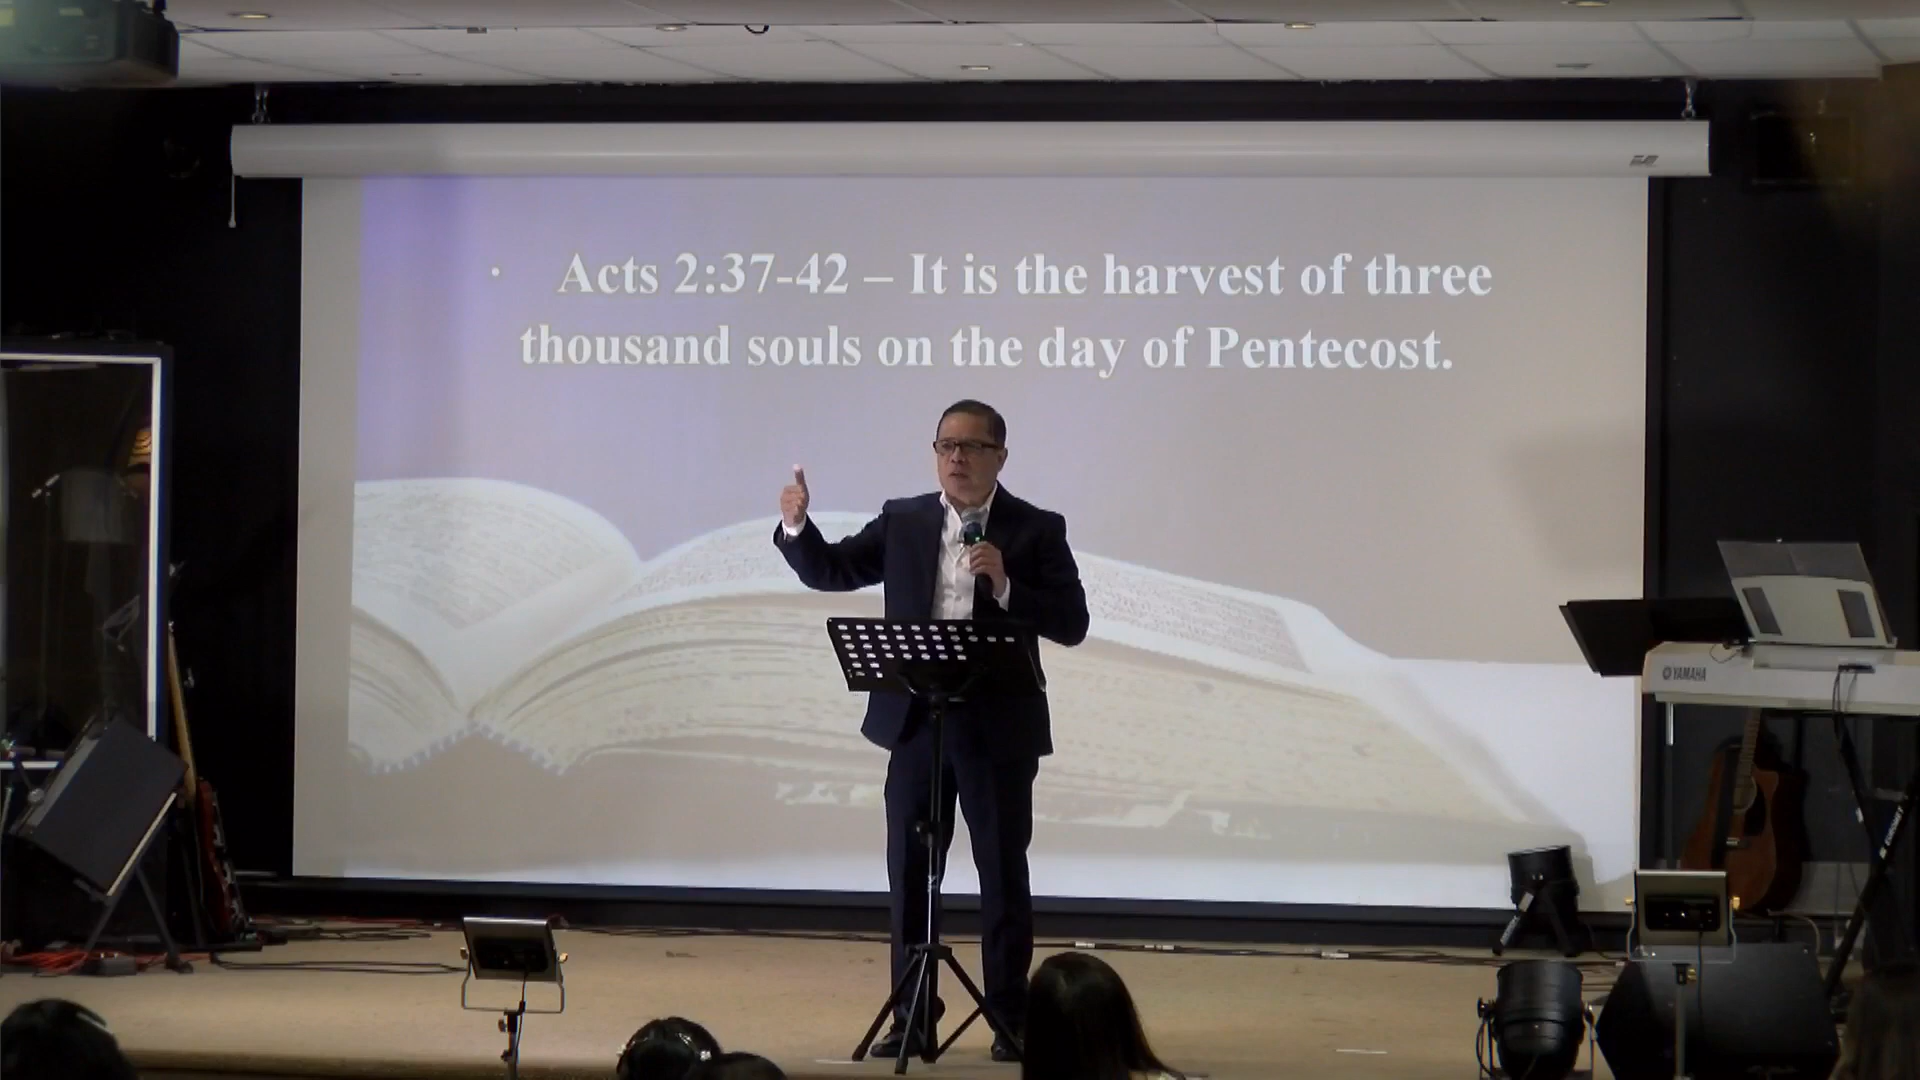 · Acts 2:37-42 – It is the harvest of three
thousand souls on the day of Pentecost.
YAMAHA